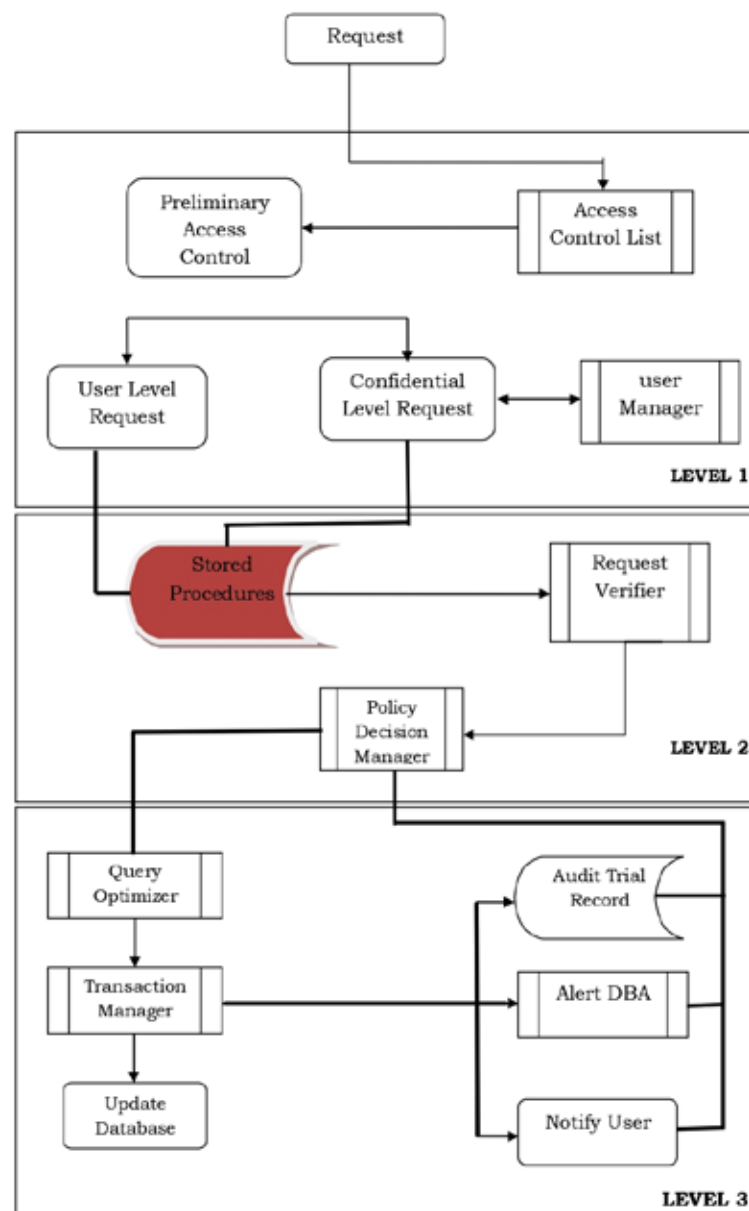 Request
Preliminary
Access
Control
Access
Control List
User Level
Request
Confidential
Level Request
user
Manager
LEVEL 1
Stored
Procedures
Request
Verifier
Policy
Decision
Manager
LEVEL 2
Query
Optimizer
Audit Trial
Record
Transaction
Manager
Alert DBA
Update
Database
Notify User
LEVEL 3